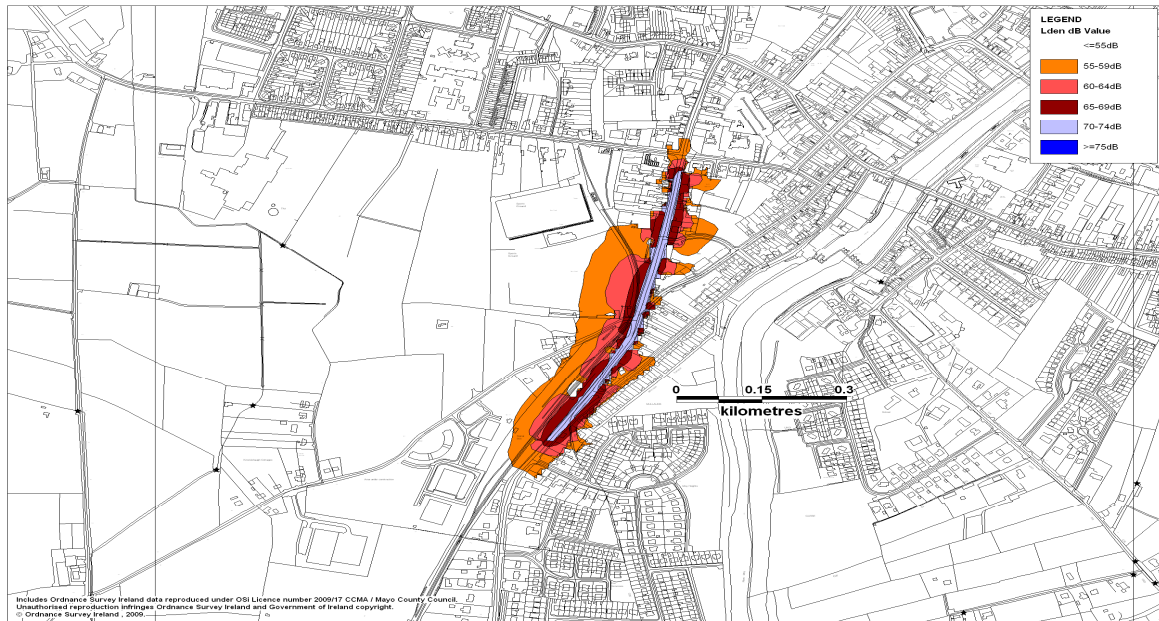 LEGEND
Lden dB Value
<=55dB
55-59dB
60-64dB
65-69dB
70-74dB
>=75dB
0 0.15 0.3
kilometres
Includes Ordnance Survey Ireland data reproduced under OSi Licence number 2009/17 CCMA / Mayo County Council.
Unauthorised reproduction infringes Ordnance Survey Ireland and Government of Ireland copyright.
© Ordnance Survey Ireland , 2009.